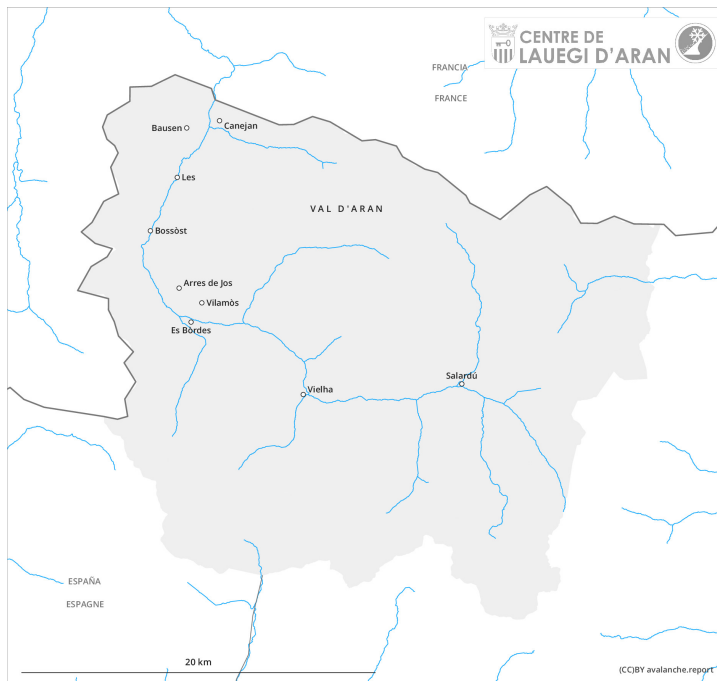 CENTRE DE
LAUEGI D'ARAN
FRANCIA
FRANCE
Canejan
Bausen
Les
VAL D'ARAN
Bossòst
Arres de Jos
Vilamòs
Es Bòrdes
Salardú
Vielha
ESPAÑA
ESPAGNE
20 km
(CC)BY avalanche.report